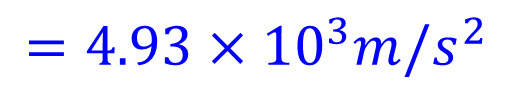 = 4.93 × 10³m/s²